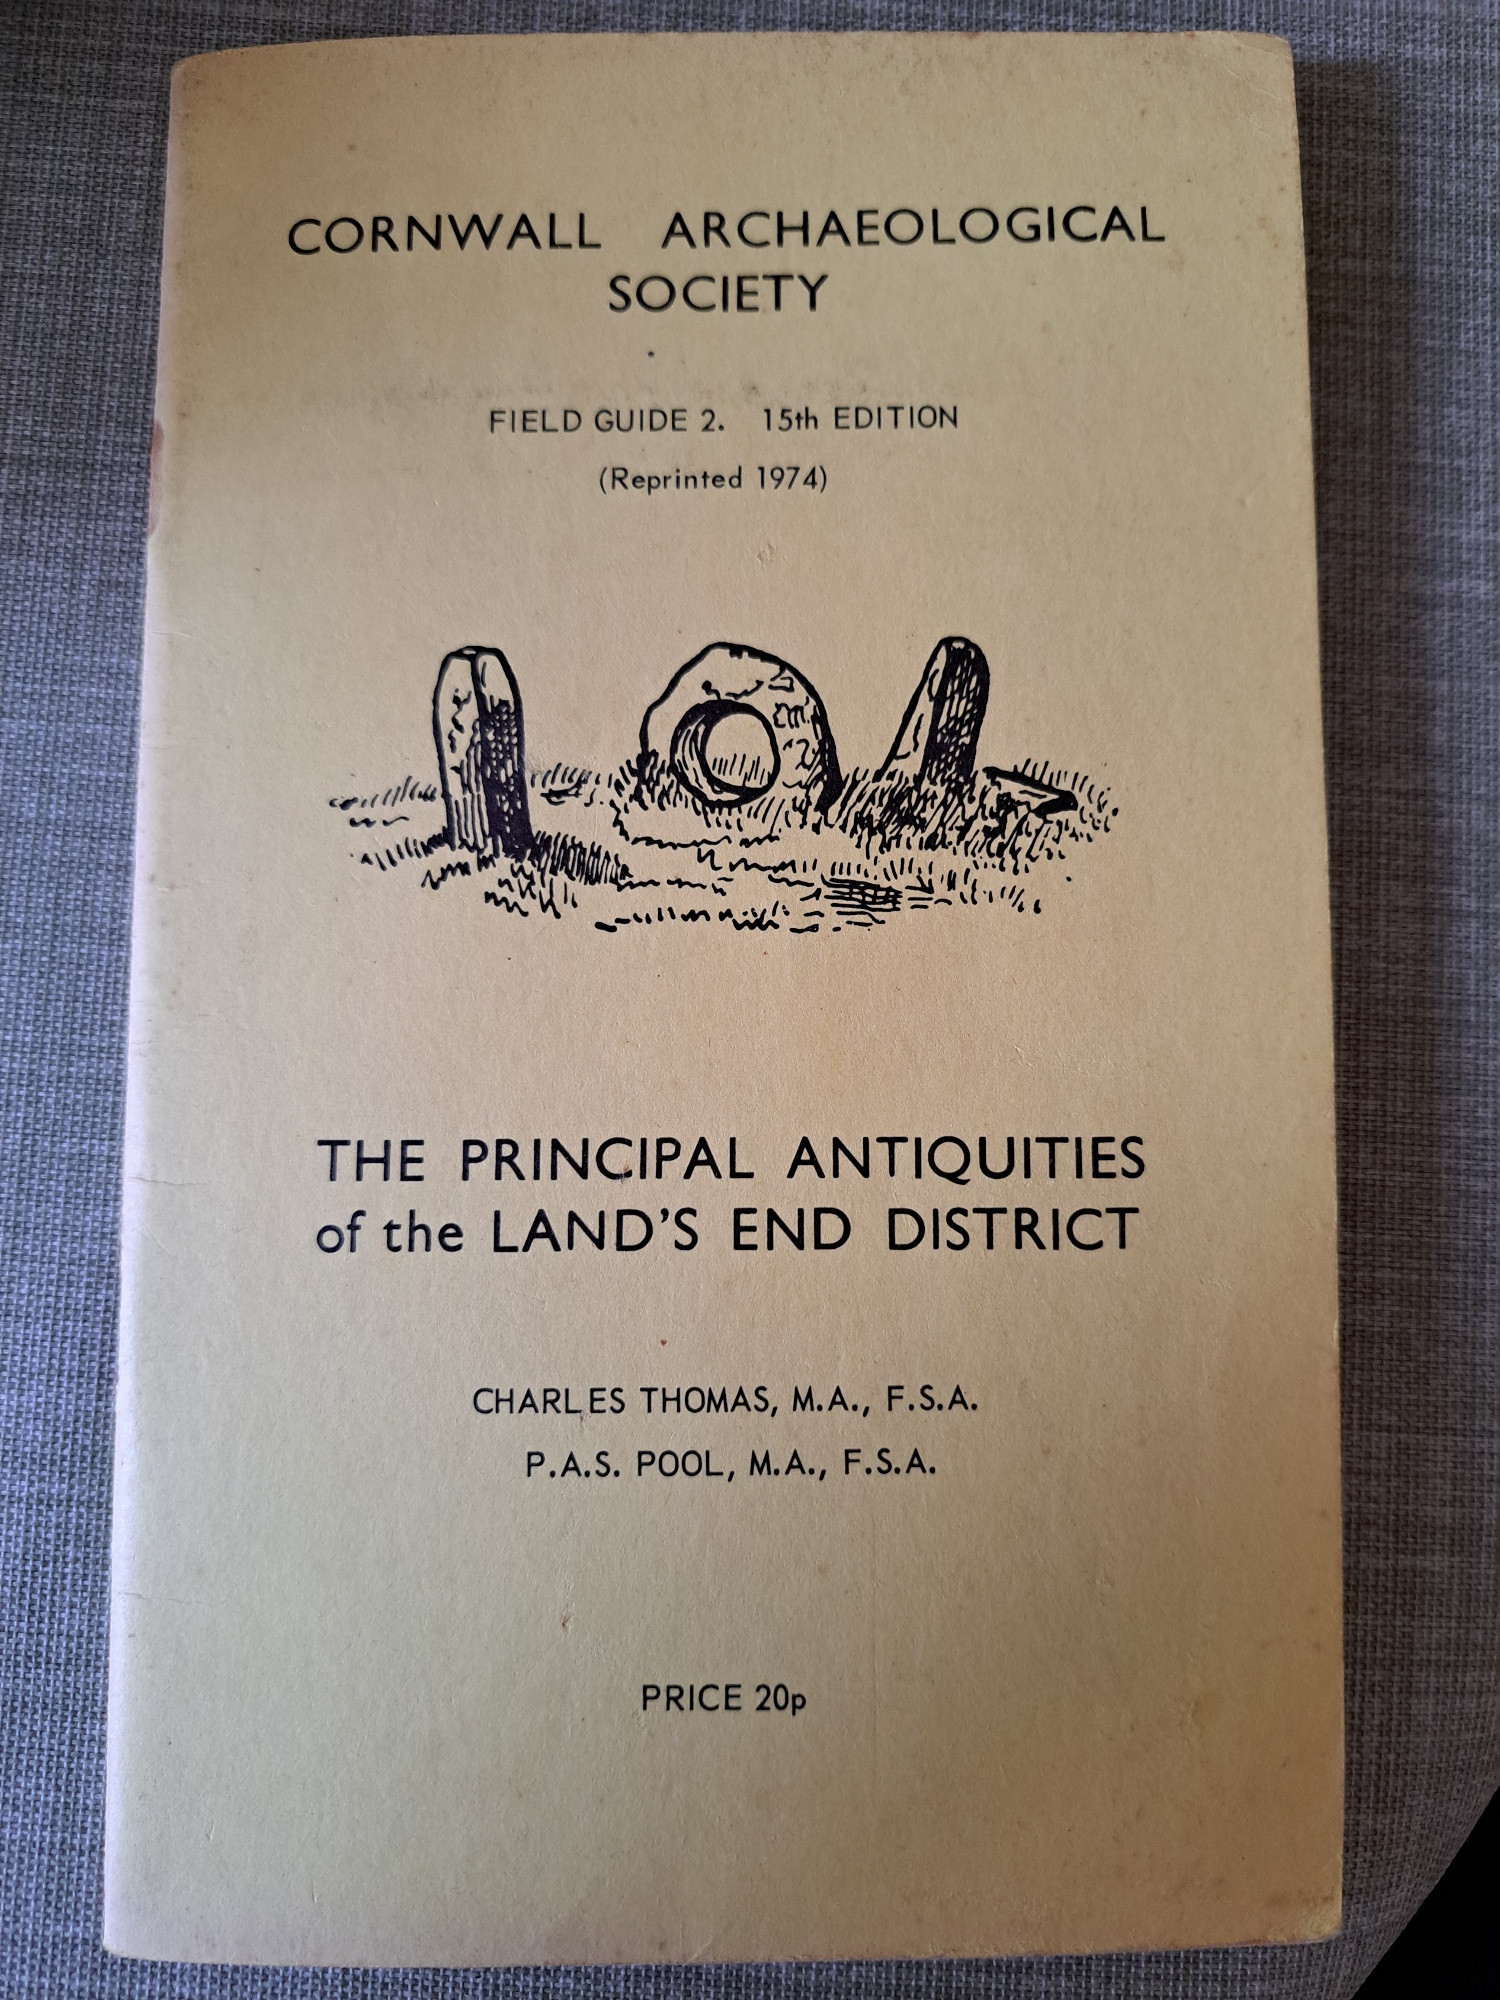 CORNWALL ARCHAEOLOGICAL
SOCIETY
FIELD GUIDE 2. 15th EDITION
(Reprinted 1974)
THE PRINCIPAL ANTIQUITIES
of the LAND'S END DISTRICT
CHARLES THOMAS, M.A., F.S.A.
P.A.S. POOL, M.A., F.S.A.
PRICE 20p